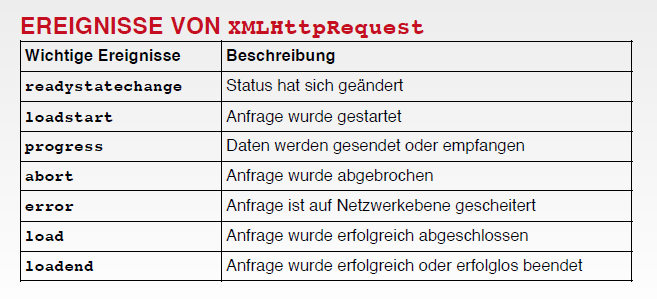 EREIGNISSE VON XMLHttpRequest
Wichtige Ereignisse Beschreibung
readystatechange Status hat sich geändert
loadstart Anfrage wurde gestartet
progress Daten werden gesendet oder empfangen
abort Anfrage wurde abgebrochen
error Anfrage ist auf Netzwerkebene gescheitert
load Anfrage wurde erfolgreich abgeschlossen
loadend Anfrage wurde erfolgreich oder erfolglos beendet